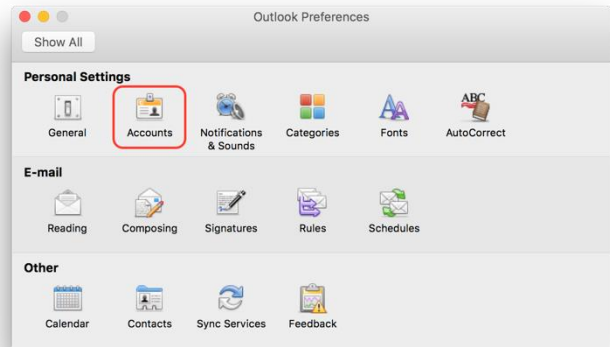 Outlook Preferences
Show All
Personal Settings
General
Accounts
Notifications
& Sounds
Categories
Fonts
ABC
AutoCorrect
E-mail
Reading
Composing
Signatures
Rules
Schedules
Other
Calendar
Contacts
Sync Services
Feedback